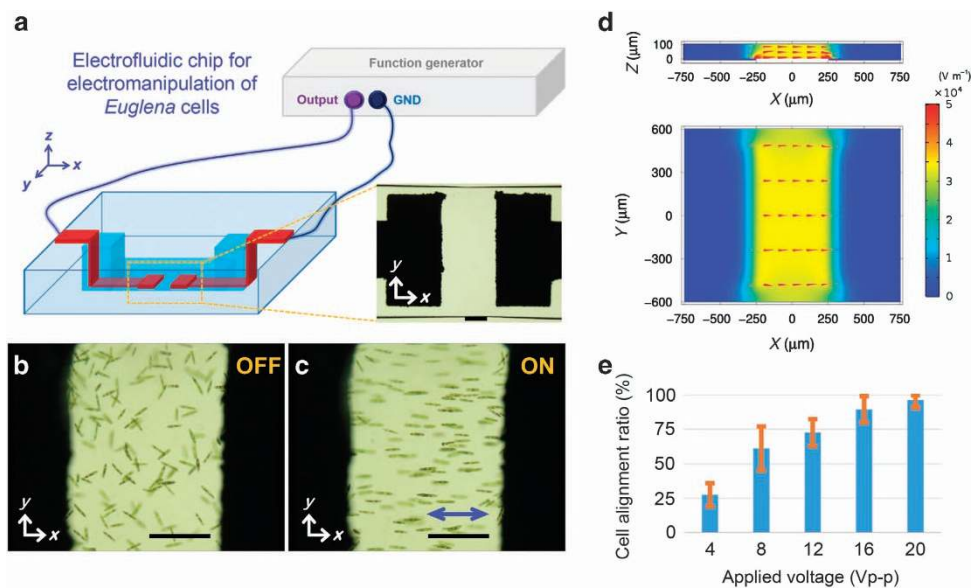 a
Electrofluidic chip for
electromanipulation of
Euglena cells
Function generator
Output
GND
z
x
y
y
x
b
OFF
y
x
c
ON
y
x
d
Z (μm)
100
0
−750 −500 −250 0 250 500 750
X (μm)
(V m⁻¹)
×10⁴
5
4
3
2
1
0
Y (μm)
600
300
0
−300
−600
−750 −500 −250 0 250 500 750
X (μm)
e
Cell alignment ratio (%)
100
75
50
25
0
4 8 12 16 20
Applied voltage (Vp-p)